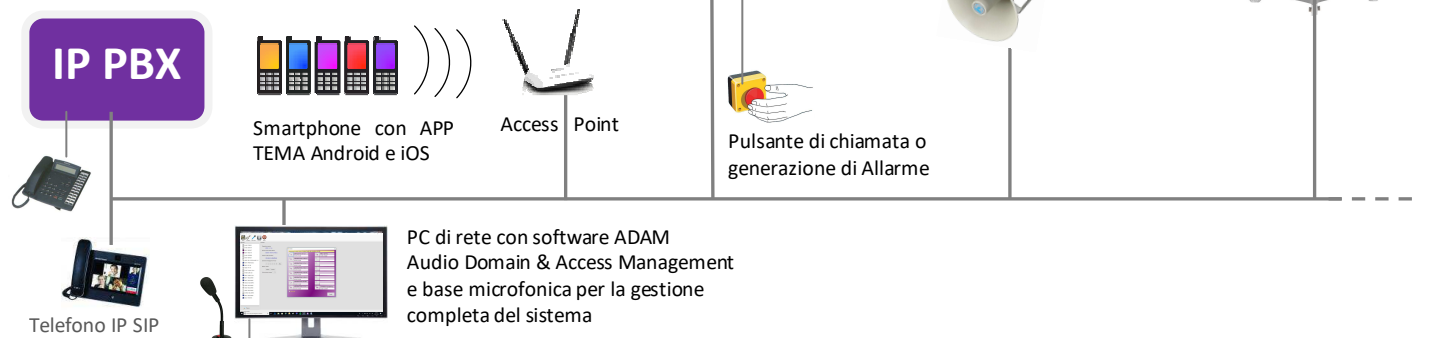 IP PBX
Smartphone con APP
TEMA Android e iOS
Access Point
Pulsante di chiamata o
generazione di Allarme
Telefono IP SIP
PC di rete con software ADAM
Audio Domain & Access Management
e base microfonica per la gestione
completa del sistema